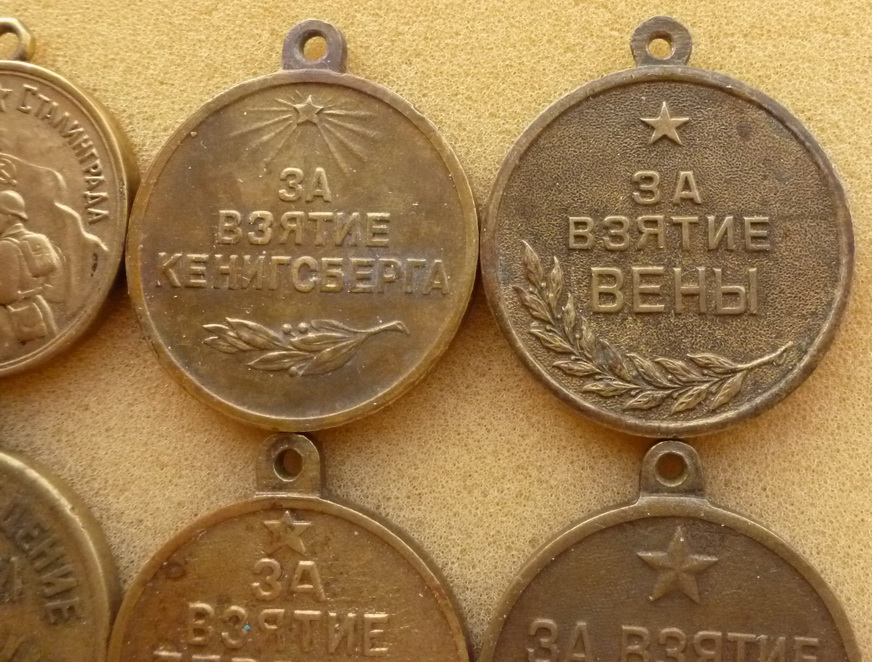 СТАЛИНГРАДА
ЗА
ВЗЯТИЕ
КЕНИГСБЕРГА
ЗА
ВЗЯТИЕ
ВЕНЫ
ЗА
ВЗЯТИЕ
ЗА ВЗЯТИЕ